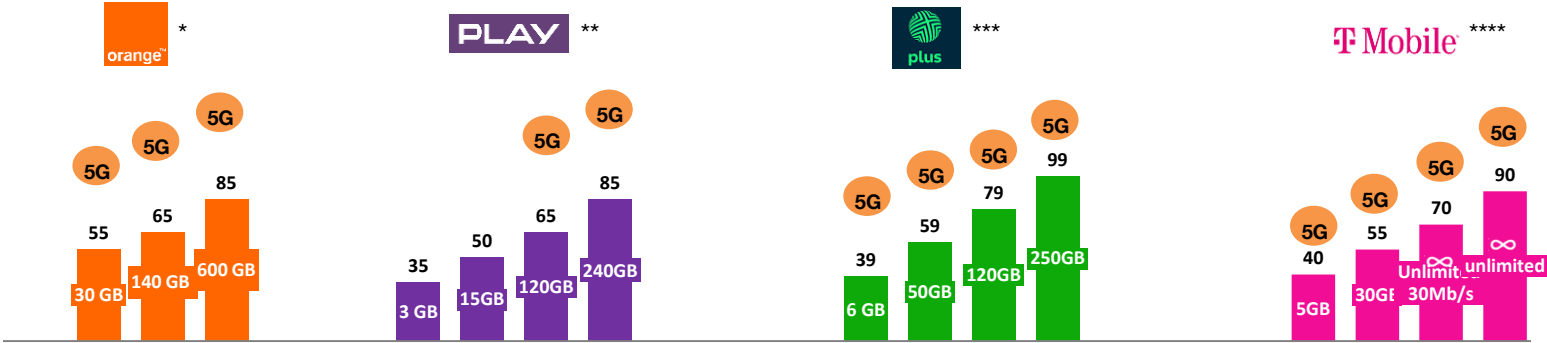 orange™ *
PLAY **
plus ***
T Mobile ****
5G
5G
5G
55
65
85
30 GB
140 GB
600 GB
5G
5G
35
50
65
85
3 GB
15GB
120GB
240GB
5G
5G
5G
5G
39
59
79
99
6 GB
50GB
120GB
250GB
5G
5G
5G
5G
40
55
70
90
5GB
30GB
∞
30Mb/s
∞
unlimited